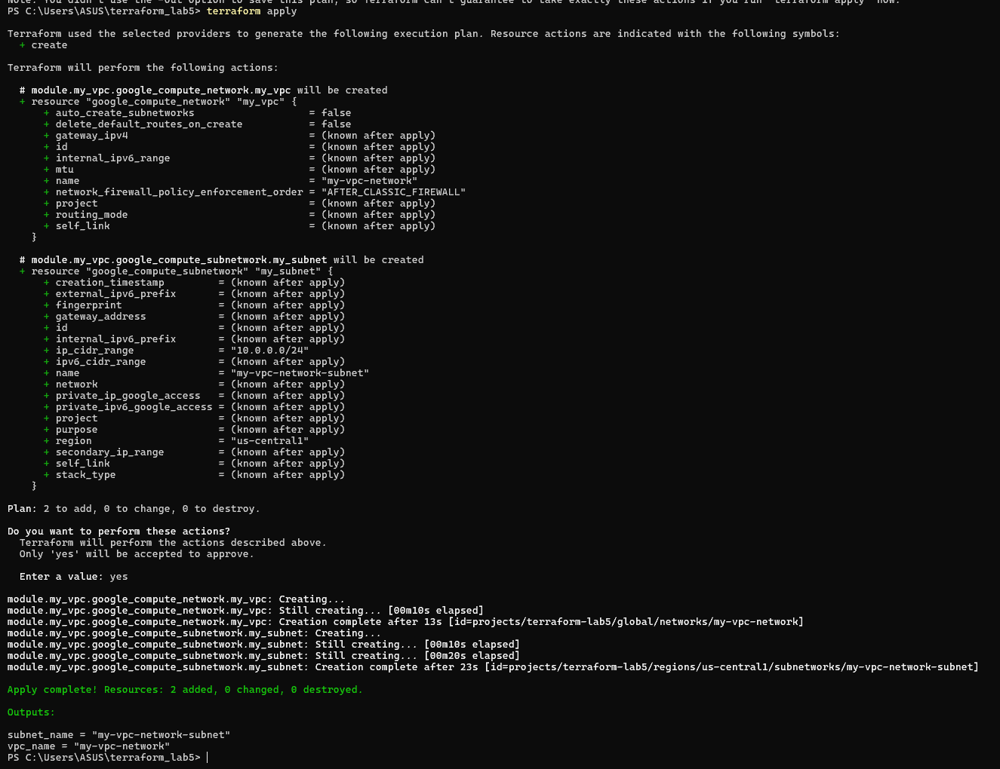 Note: You didn't use the -out option to save this plan, so Terraform can't guarantee to take exactly these actions if you run "terraform apply" now.
PS C:\Users\ASUS\terraform_lab5> terraform apply
Terraform used the selected providers to generate the following execution plan. Resource actions are indicated with the following symbols:
+ create
Terraform will perform the following actions:
# module.my_vpc.google_compute_network.my_vpc will be created
+ resource "google_compute_network" "my_vpc" {
+ auto_create_subnetworks = false
+ delete_default_routes_on_create = false
+ gateway_ipv4 = (known after apply)
+ id = (known after apply)
+ internal_ipv6_range = (known after apply)
+ mtu = (known after apply)
+ name = "my-vpc-network"
+ network_firewall_policy_enforcement_order = "AFTER_CLASSIC_FIREWALL"
+ project = (known after apply)
+ routing_mode = (known after apply)
+ self_link = (known after apply)
}
# module.my_vpc.google_compute_subnetwork.my_subnet will be created
+ resource "google_compute_subnetwork" "my_subnet" {
+ creation_timestamp = (known after apply)
+ external_ipv6_prefix = (known after apply)
+ fingerprint = (known after apply)
+ gateway_address = (known after apply)
+ id = (known after apply)
+ internal_ipv6_prefix = (known after apply)
+ ip_cidr_range = "10.0.0.0/24"
+ ipv6_cidr_range = (known after apply)
+ name = "my-vpc-network-subnet"
+ network = (known after apply)
+ private_ip_google_access = (known after apply)
+ private_ipv6_google_access = (known after apply)
+ project = (known after apply)
+ purpose = (known after apply)
+ region = "us-central1"
+ secondary_ip_range = (known after apply)
+ self_link = (known after apply)
+ stack_type = (known after apply)
}
Plan: 2 to add, 0 to change, 0 to destroy.
Do you want to perform these actions?
Terraform will perform the actions described above.
Only 'yes' will be accepted to approve.
Enter a value: yes
module.my_vpc.google_compute_network.my_vpc: Creating...
module.my_vpc.google_compute_network.my_vpc: Still creating... [00m10s elapsed]
module.my_vpc.google_compute_network.my_vpc: Creation complete after 13s [id=projects/terraform-lab5/global/networks/my-vpc-network]
module.my_vpc.google_compute_subnetwork.my_subnet: Creating...
module.my_vpc.google_compute_subnetwork.my_subnet: Still creating... [00m10s elapsed]
module.my_vpc.google_compute_subnetwork.my_subnet: Still creating... [00m20s elapsed]
module.my_vpc.google_compute_subnetwork.my_subnet: Creation complete after 23s [id=projects/terraform-lab5/regions/us-central1/subnetworks/my-vpc-network-subnet]
Apply complete! Resources: 2 added, 0 changed, 0 destroyed.
Outputs:
subnet_name = "my-vpc-network-subnet"
vpc_name = "my-vpc-network"
PS C:\Users\ASUS\terraform_lab5>